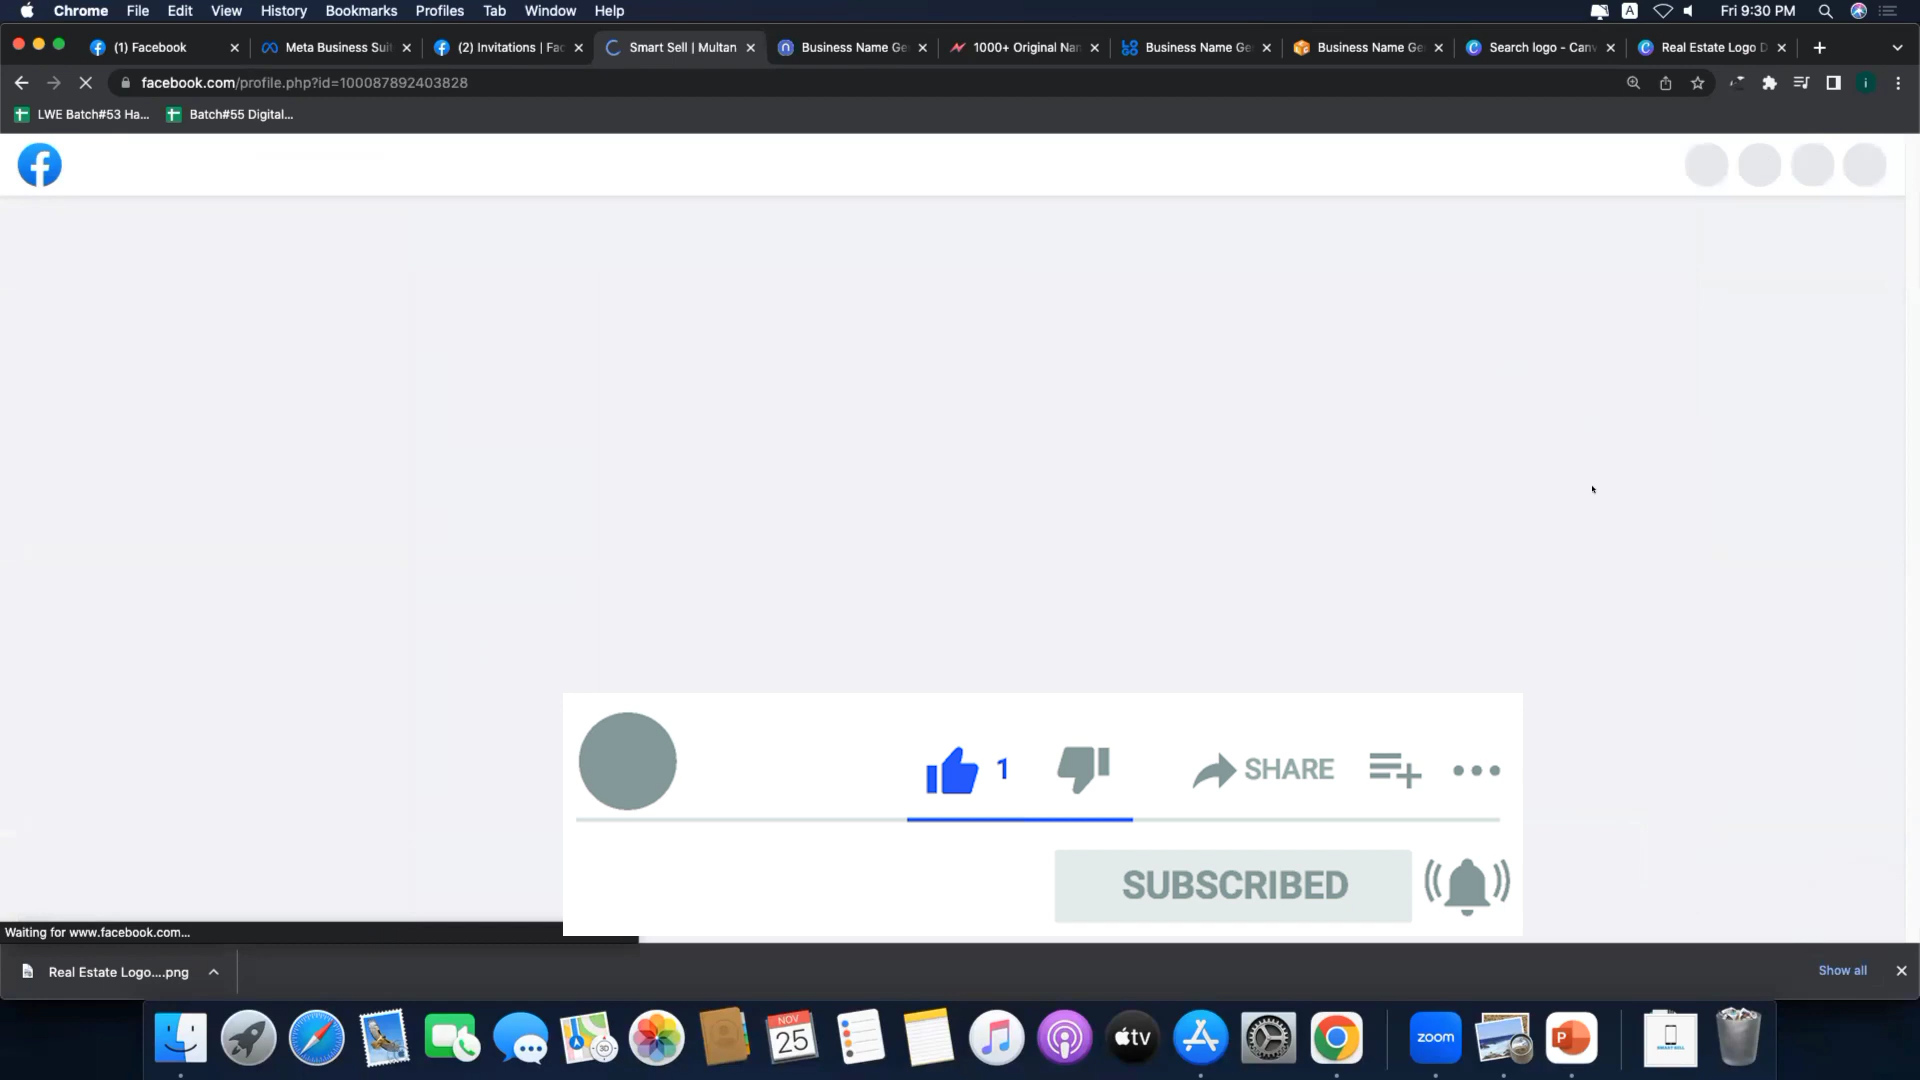 Chrome File Edit View History Bookmarks Profiles Tab Window Help
A Fri 9:30 PM
(1) Facebook
Meta Business Suit
(2) Invitations | Fac
Smart Sell | Multan
Business Name Ge
1000+ Original Nan
Business Name Ge
Business Name Ge
Search logo - Canv
Real Estate Logo D
facebook.com/profile.php?id=100087892403828
i
LWE Batch#53 Ha...
Batch#55 Digital...
1
SHARE
SUBSCRIBED
Waiting for www.facebook.com...
Real Estate Logo....png
Show all
NOV
25
3D
tv
zoom
P